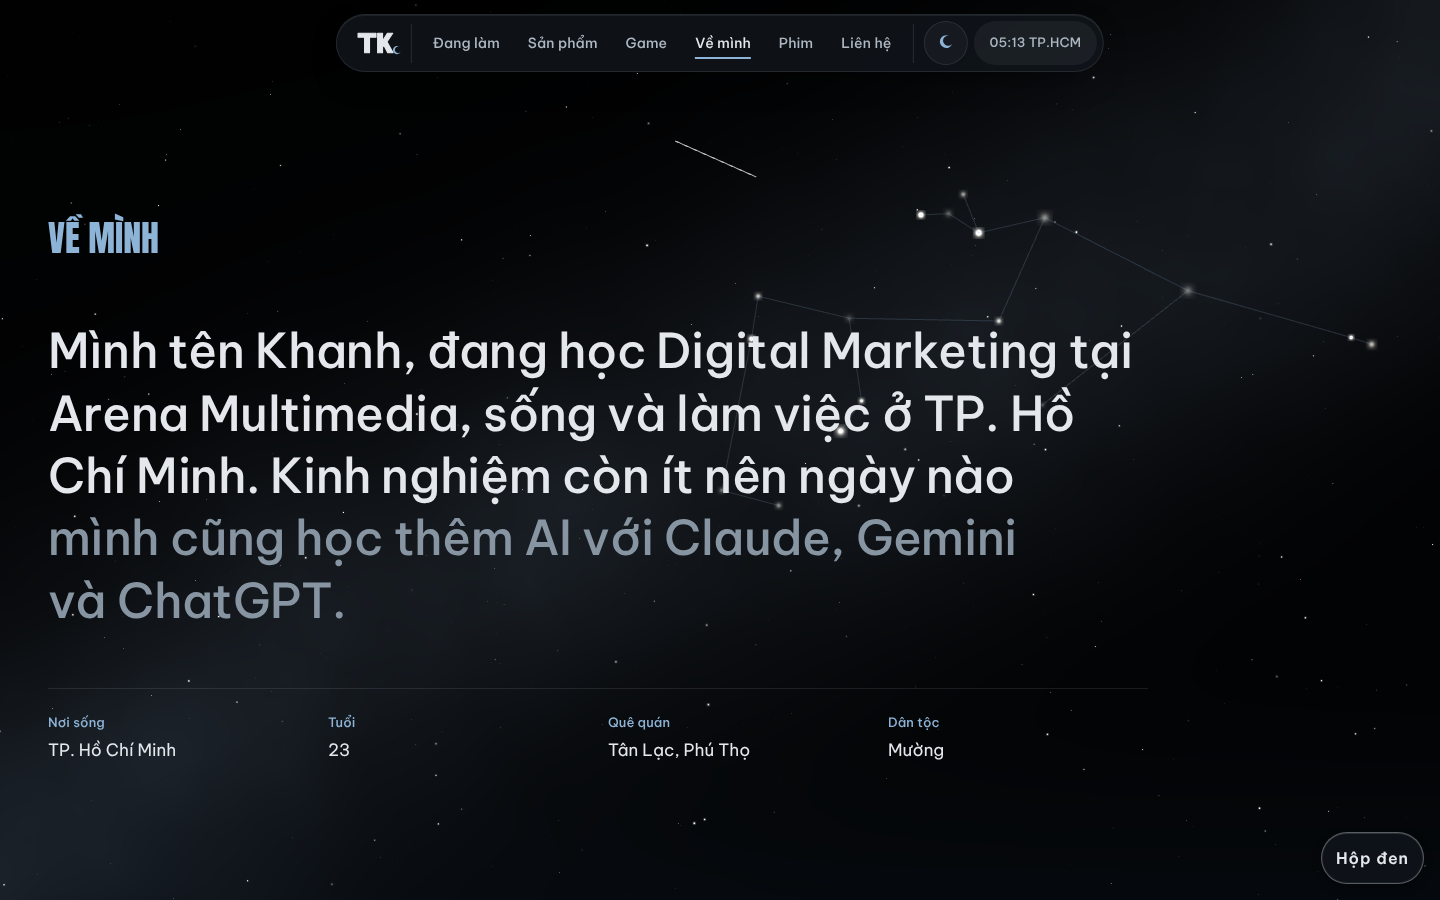 TK
Đang làm
Sản phẩm
Game
Về mình
Phim
Liên hệ
05:13 TP.HCM
VỀ MÌNH
Mình tên Khanh, đang học Digital Marketing tại
Arena Multimedia, sống và làm việc ở TP. Hồ
Chí Minh. Kinh nghiệm còn ít nên ngày nào
mình cũng học thêm AI với Claude, Gemini
và ChatGPT.
Nơi sống
TP. Hồ Chí Minh
Tuổi
23
Quê quán
Tân Lạc, Phú Thọ
Dân tộc
Mường
Hộp đen